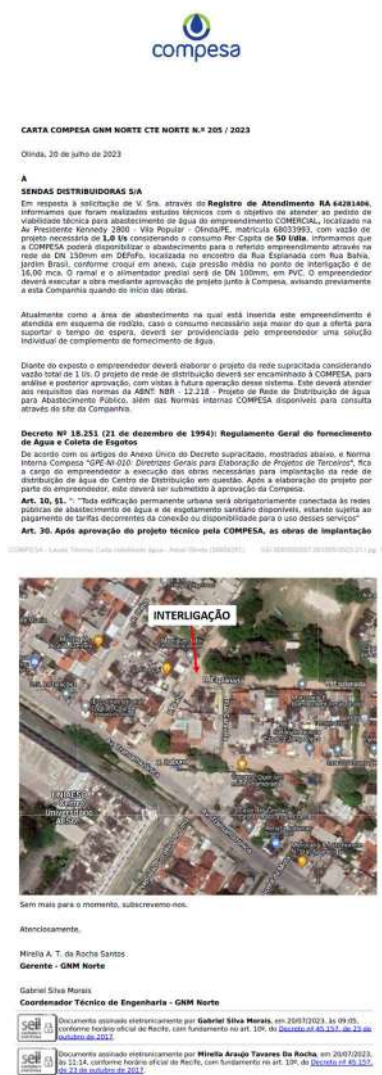 compesa
CARTA COMPESA GNM NORTE CTE NORTE N.º 205 / 2023
Olinda, 20 de julho de 2023
À
SENDAS DISTRIBUIDORAS S/A
Em resposta à solicitação de V. Sra. através do Registro de Atendimento RA 64281406,
informamos que foram realizados estudos técnicos com o objetivo de atender ao pedido de
viabilidade técnica para abastecimento de água do empreendimento COMERCIAL, localizado na
Av Presidente Kennedy 2800 - Vila Popular - Olinda/PE, matrícula 68033993, com vazão de
projeto necessária de 1,0 l/s considerando o consumo Per Capita de 50 l/dia, informamos que
a COMPESA poderá disponibilizar o abastecimento para o referido empreendimento através na
rede de DN 150mm em DEFoFo, localizada no encontro da Rua Esplanada com Rua Bahia,
Jardim Brasil, conforme croqui em anexo, cuja pressão média no ponto de interligação é de
16,00 mca. O ramal e o alimentador predial será de DN 100mm, em PVC. O empreendedor
deverá executar a obra mediante aprovação de projeto junto à Compesa, avisando previamente
a esta Companhia quando do início das obras.
Atualmente como a área de abastecimento na qual está inserida este empreendimento é
atendida em esquema de rodízio, caso o consumo necessário seja maior do que a oferta para
suportar o tempo de espera, deverá ser providenciada pelo empreendedor uma solução
individual de complemento de fornecimento de água.
Diante do exposto o empreendedor deverá elaborar o projeto da rede supracitada considerando
vazão total de 1 l/s. O projeto de rede de distribuição deverá ser encaminhado à COMPESA, para
análise e posterior aprovação, com vistas à futura operação desse sistema. Este deverá atender
aos requisitos das normas da ABNT: NBR - 12.218 - Projeto de Rede de Distribuição de água
para Abastecimento Público, além das Normas internas COMPESA disponíveis para consulta
através do site da Companhia.
Decreto Nº 18.251 (21 de dezembro de 1994): Regulamento Geral do fornecimento
de Água e Coleta de Esgotos
De acordo com os artigos do Anexo Único do Decreto supracitado, mostrados abaixo, e Norma
Interna Compesa "GPE-NI-010: Diretrizes Gerais para Elaboração de Projetos de Terceiros", fica
a cargo do empreendedor a execução das obras necessárias para implantação da rede de
distribuição de água do Centro de Distribuição em questão. Após a elaboração do projeto por
parte do empreendedor, este deverá ser submetido à aprovação da Compesa.
Art. 10, §1. ": "Toda edificação permanente urbana será obrigatoriamente conectada às redes
públicas de abastecimento de água e de esgotamento sanitário disponíveis, estando sujeita ao
pagamento de tarifas decorrentes da conexão ou disponibilidade para o uso desses serviços"
Art. 30. Após aprovação do projeto técnico pela COMPESA, as obras de implantação
INTERLIGAÇÃO
UNIAESO
Centro
Universitário
Sem mais para o momento, subscrevemo-nos.
Atenciosamente,
Mirella A. T. da Rocha Santos
Gerente - GNM Norte
Gabriel Silva Morais
Coordenador Técnico de Engenharia - GNM Norte
Documento assinado eletronicamente por Gabriel Silva Morais, em 20/07/2023, às 09:05,
conforme horário oficial de Recife, com fundamento no art. 10º, do Decreto nº 45.157, de 23 de
outubro de 2017.
Documento assinado eletronicamente por Mirella Araujo Tavares Da Rocha, em 20/07/2023,
às 11:14, conforme horário oficial de Recife, com fundamento no art. 10º, do Decreto nº 45.157,
de 23 de outubro de 2017.